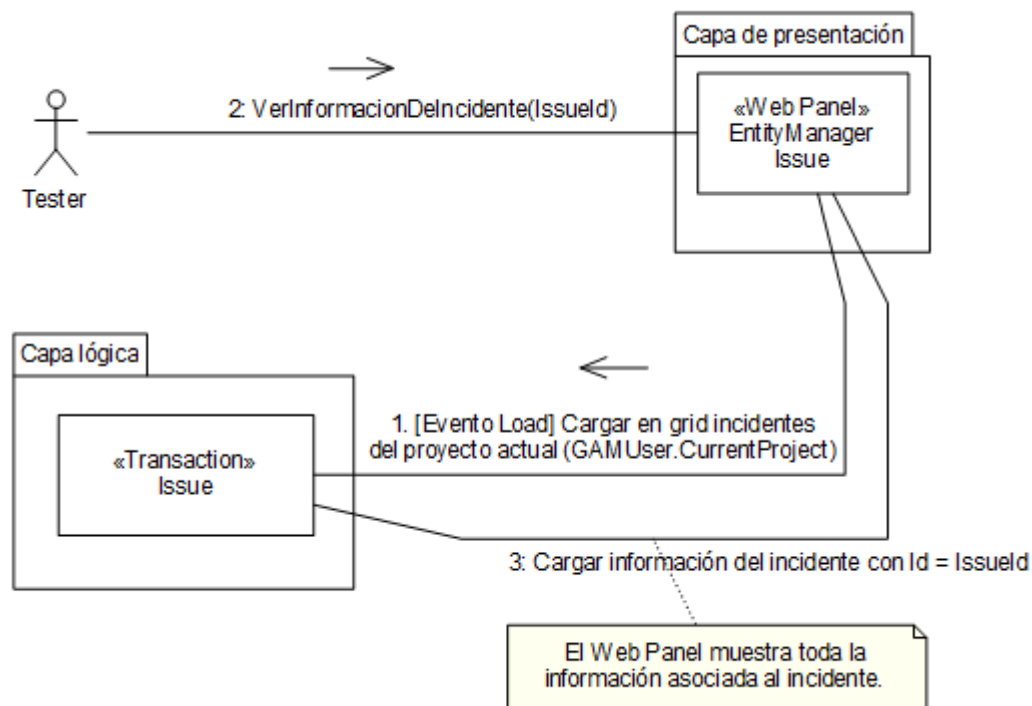 Capa de presentación
«Web Panel»
EntityManager
Issue
2: VerInformacionDeIncidente(IssueId)
Tester
Capa lógica
«Transaction»
Issue
1. [Evento Load] Cargar en grid incidentes
del proyecto actual (GAMUser.CurrentProject)
3: Cargar información del incidente con Id = IssueId
El Web Panel muestra toda la
información asociada al incidente.